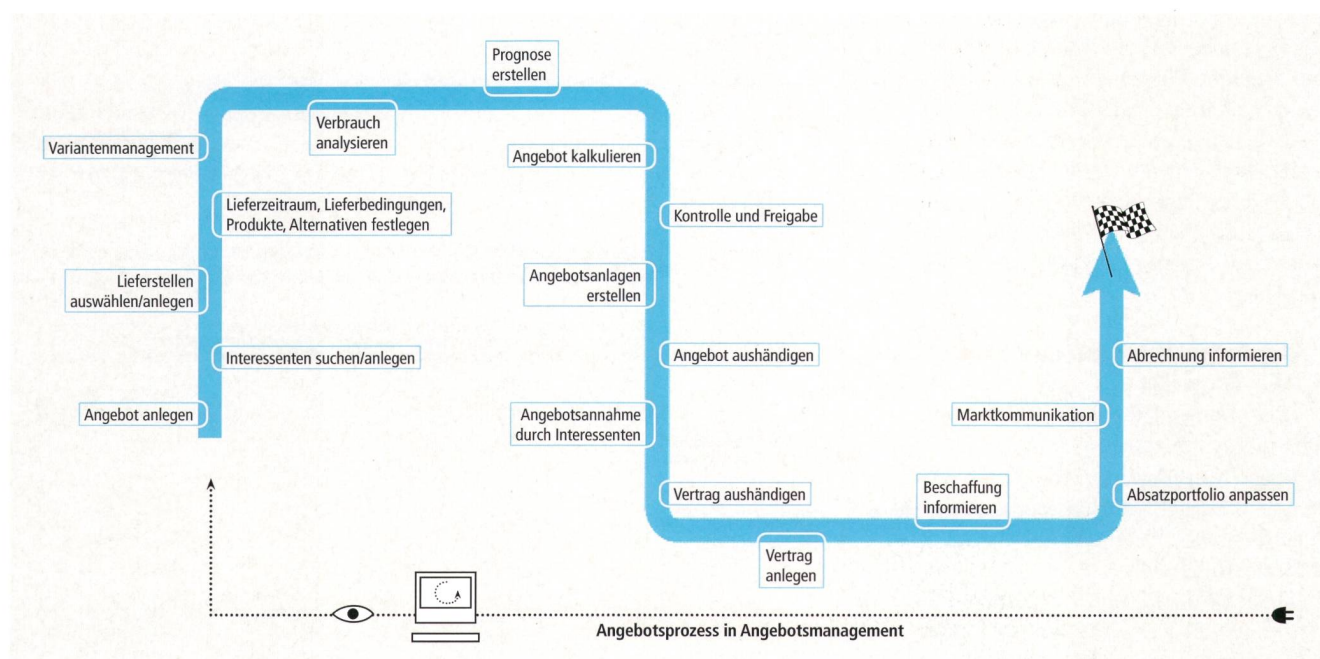 Prognose
erstellen
Verbrauch
analysieren
Variantenmanagement
Angebot kalkulieren
Lieferzeitraum, Lieferbedingungen,
Produkte, Alternativen festlegen
Kontrolle und Freigabe
Lieferstellen
auswählen/anlegen
Angebotsanlagen
erstellen
Interessenten suchen/anlegen
Angebot aushändigen
Abrechnung informieren
Angebot anlegen
Angebotsannahme
durch Interessenten
Marktkommunikation
Vertrag aushändigen
Beschaffung
informieren
Absatzportfolio anpassen
Vertrag
anlegen
Angebotsprozess in Angebotsmanagement